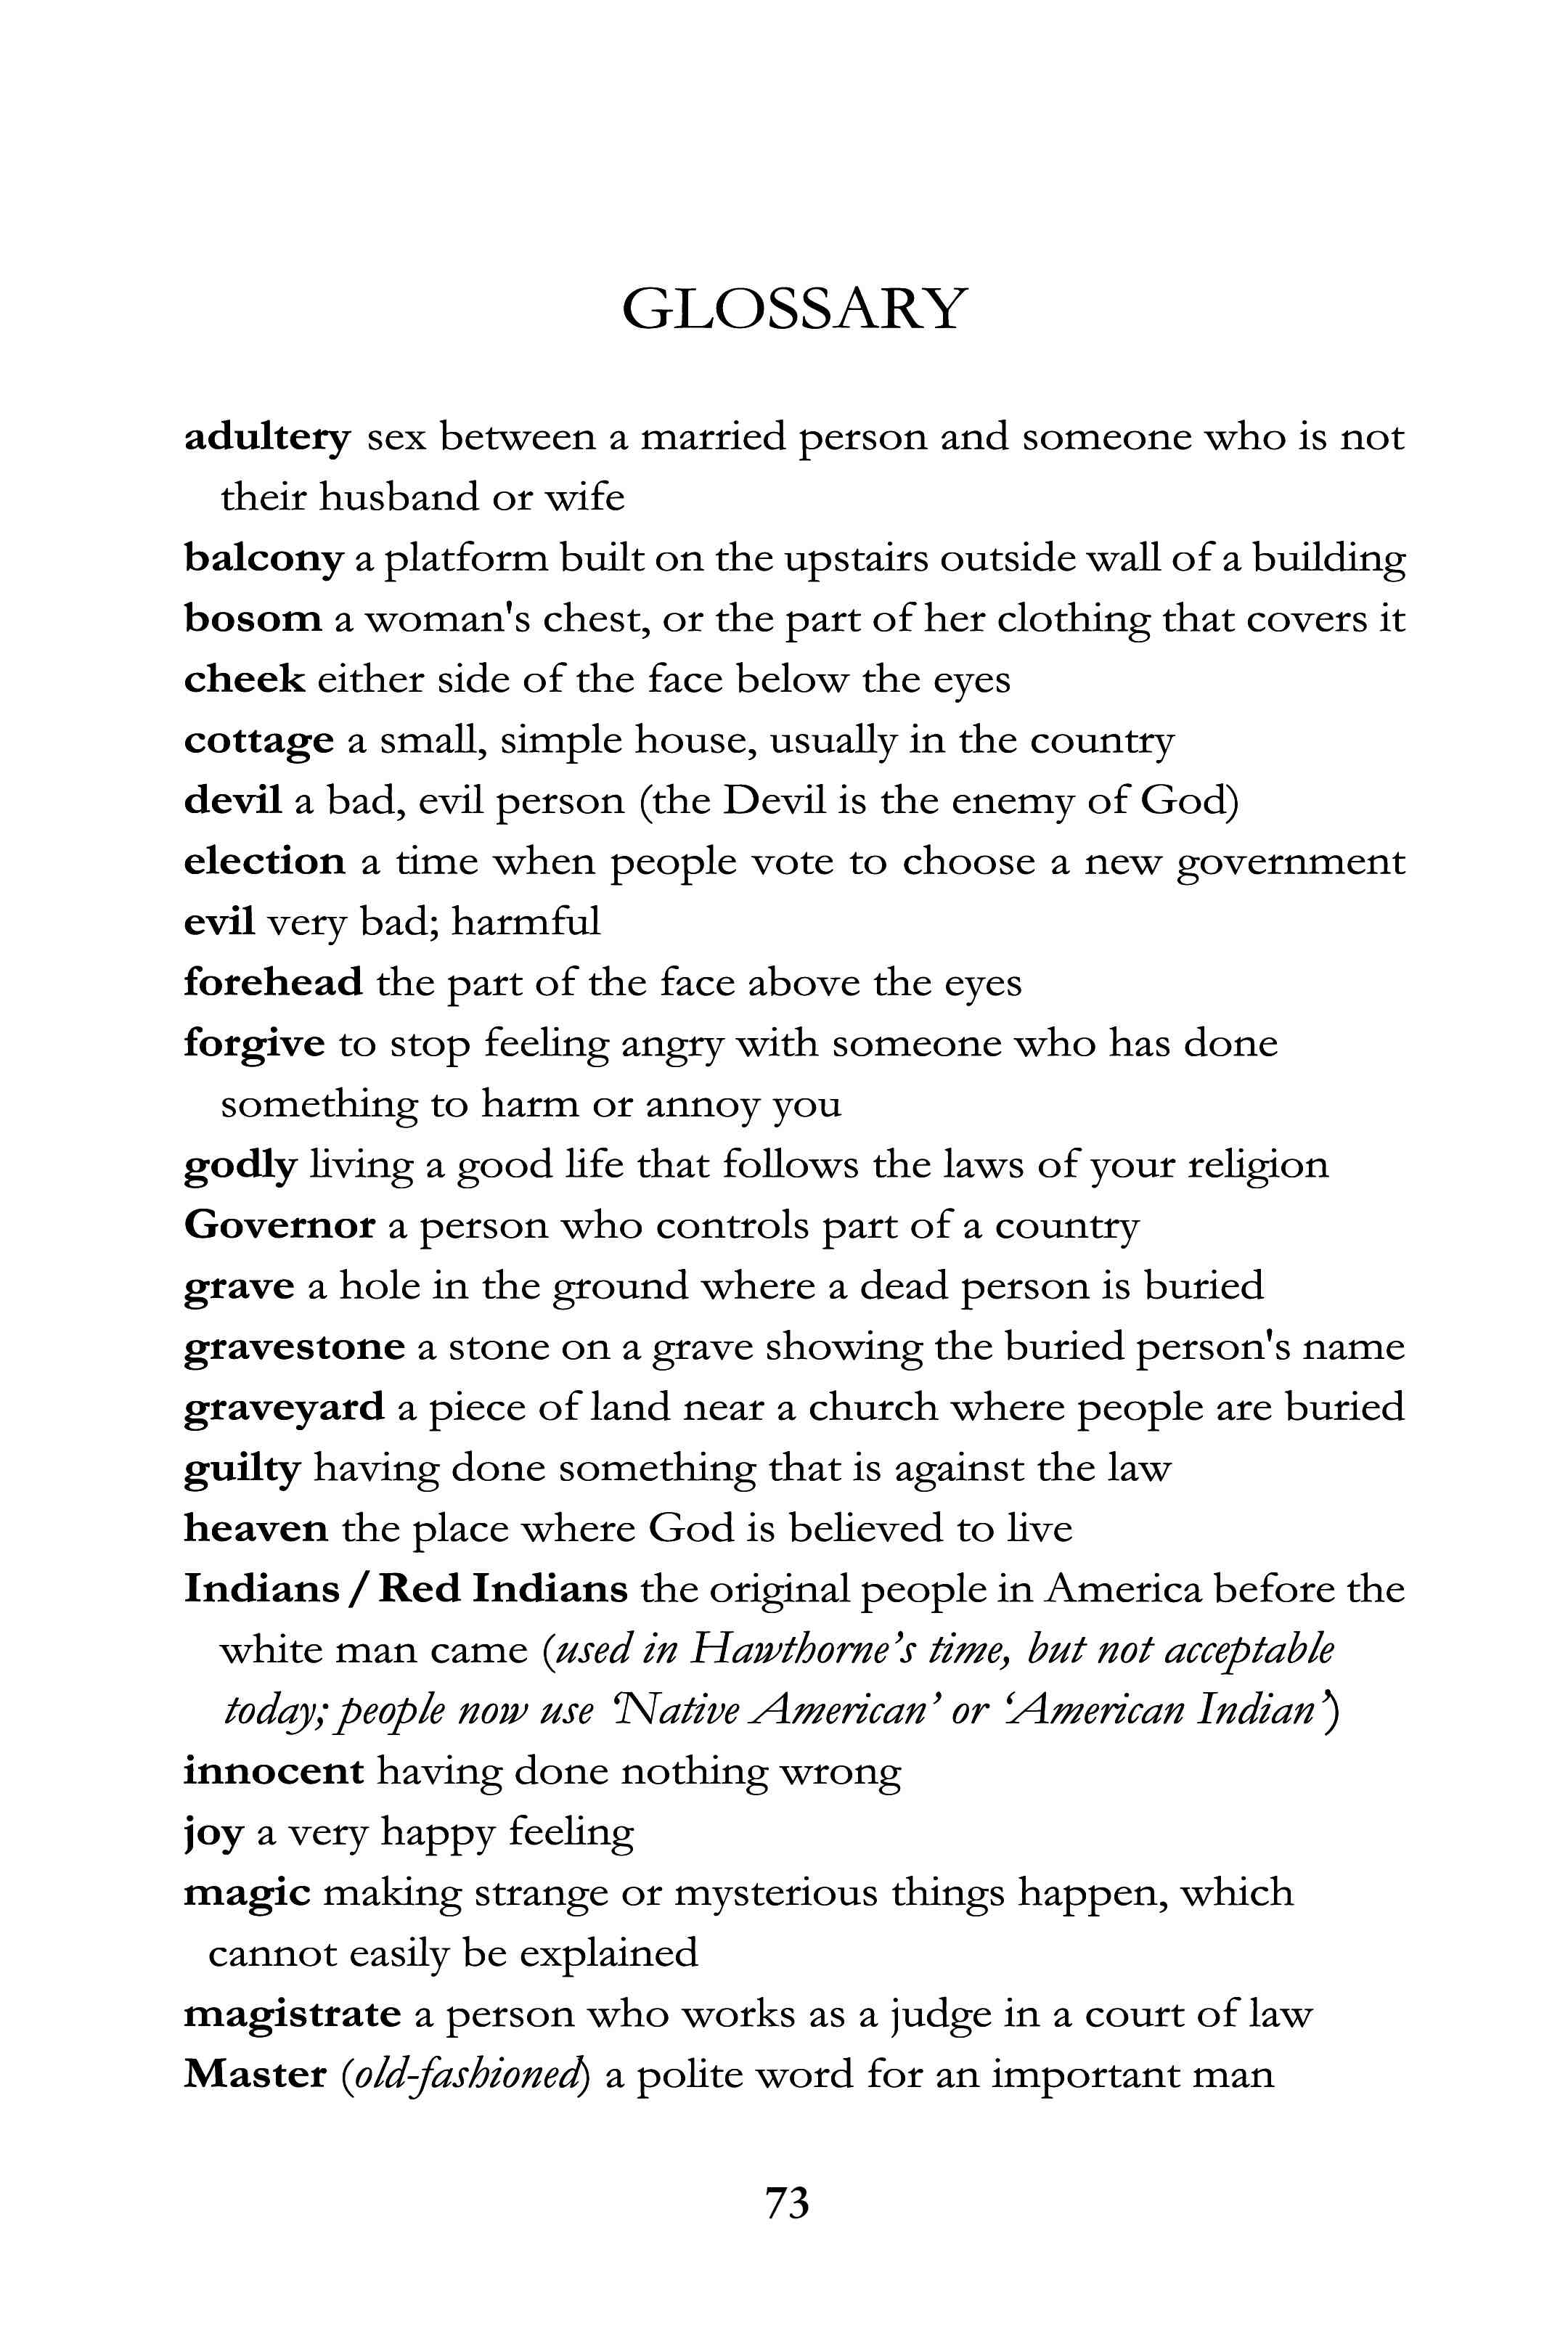 GLOSSARY
adultery sex between a married person and someone who is not
their husband or wife
balcony a platform built on the upstairs outside wall of a building
bosom a woman's chest, or the part of her clothing that covers it
cheek either side of the face below the eyes
cottage a small, simple house, usually in the country
devil a bad, evil person (the Devil is the enemy of God)
election a time when people vote to choose a new government
evil very bad; harmful
forehead the part of the face above the eyes
forgive to stop feeling angry with someone who has done
something to harm or annoy you
godly living a good life that follows the laws of your religion
Governor a person who controls part of a country
grave a hole in the ground where a dead person is buried
gravestone a stone on a grave showing the buried person's name
graveyard a piece of land near a church where people are buried
guilty having done something that is against the law
heaven the place where God is believed to live
Indians / Red Indians the original people in America before the
white man came (used in Hawthorne's time, but not acceptable
today; people now use ‘Native American’ or ‘American Indian’)
innocent having done nothing wrong
joy a very happy feeling
magic making strange or mysterious things happen, which
cannot easily be explained
magistrate a person who works as a judge in a court of law
Master (old-fashioned) a polite word for an important man
73